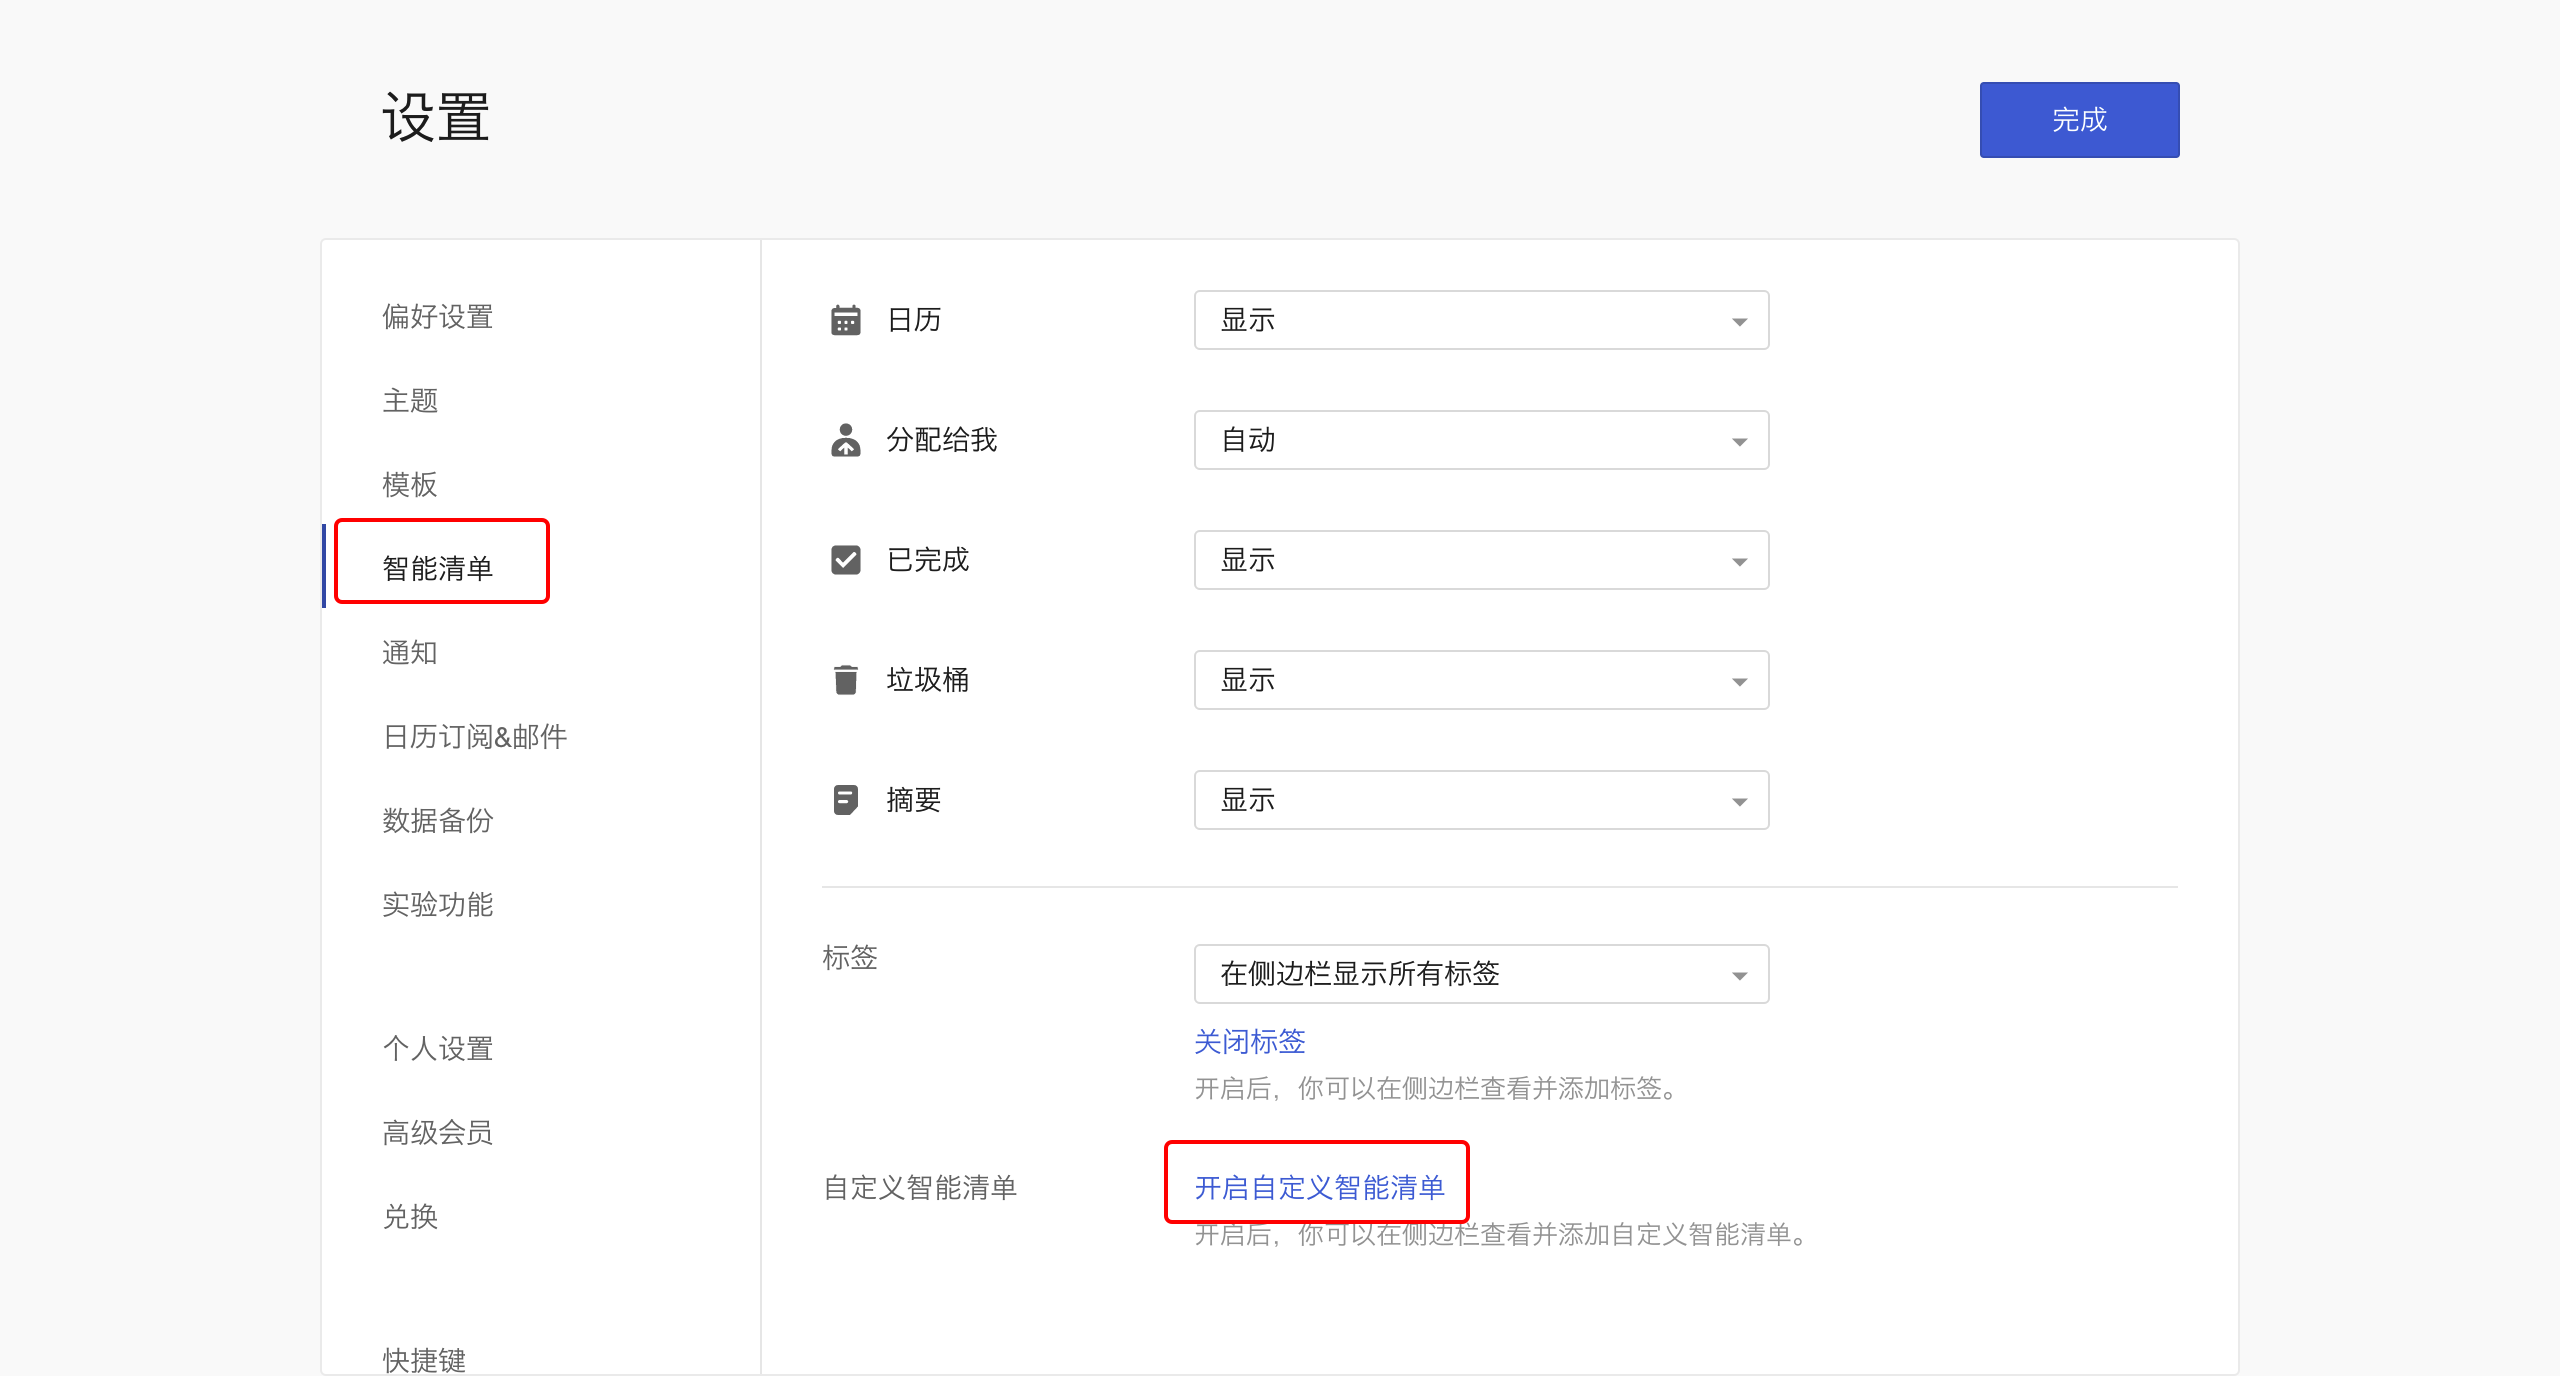 设置
完成
偏好设置
主题
模板
智能清单
通知
日历订阅&邮件
数据备份
实验功能
个人设置
高级会员
兑换
快捷键
日历
显示
分配给我
自动
已完成
显示
垃圾桶
显示
摘要
显示
标签
在侧边栏显示所有标签
关闭标签
开启后，你可以在侧边栏查看并添加标签。
自定义智能清单
开启自定义智能清单
开启后，你可以在侧边栏查看并添加自定义智能清单。